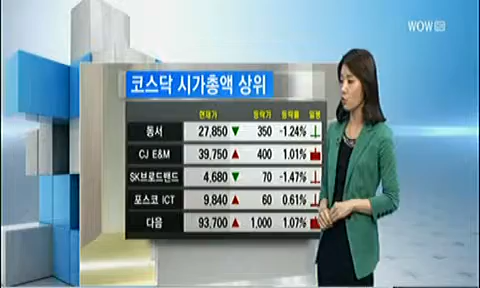 WOW
코스닥 시가총액 상위
현재가 등락가 등락률 일봉
동서 27,850 ▼ 350 -1.24%
CJ E&M 39,750 ▲ 400 1.01%
SK브로드밴드 4,680 ▼ 70 -1.47%
포스코 ICT 9,840 ▲ 60 0.61%
다음 93,700 ▲ 1,000 1.07%